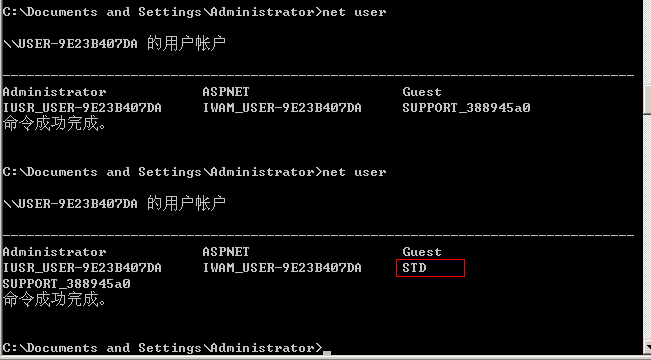 C:\Documents and Settings\Administrator>net user
\\USER-9E23B407DA 的用户帐户
-------------------------------------------------------------------------------
Administrator ASPNET Guest
IUSR_USER-9E23B407DA IWAM_USER-9E23B407DA SUPPORT_388945a0
命令成功完成。
C:\Documents and Settings\Administrator>net user
\\USER-9E23B407DA 的用户帐户
-------------------------------------------------------------------------------
Administrator ASPNET Guest
IUSR_USER-9E23B407DA IWAM_USER-9E23B407DA STD
SUPPORT_388945a0
命令成功完成。
C:\Documents and Settings\Administrator>_